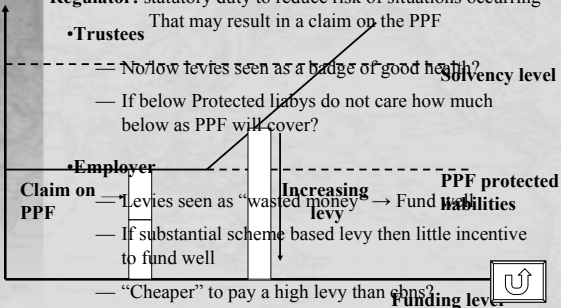 Regulator: statutory duty to reduce risk of situations occurring
That may result in a claim on the PPF
•Trustees
— No/low levies seen as a badge of good health?
Solvency level
— If below Protected liabys do not care how much
below as PPF will cover?
•Employer
Claim on
PPF
Increasing
levy
PPF protected
liabilities
— Levies seen as “wasted money” → Fund well
— If substantial scheme based levy then little incentive
to fund well
— “Cheaper” to pay a high levy than cbns?
Funding level